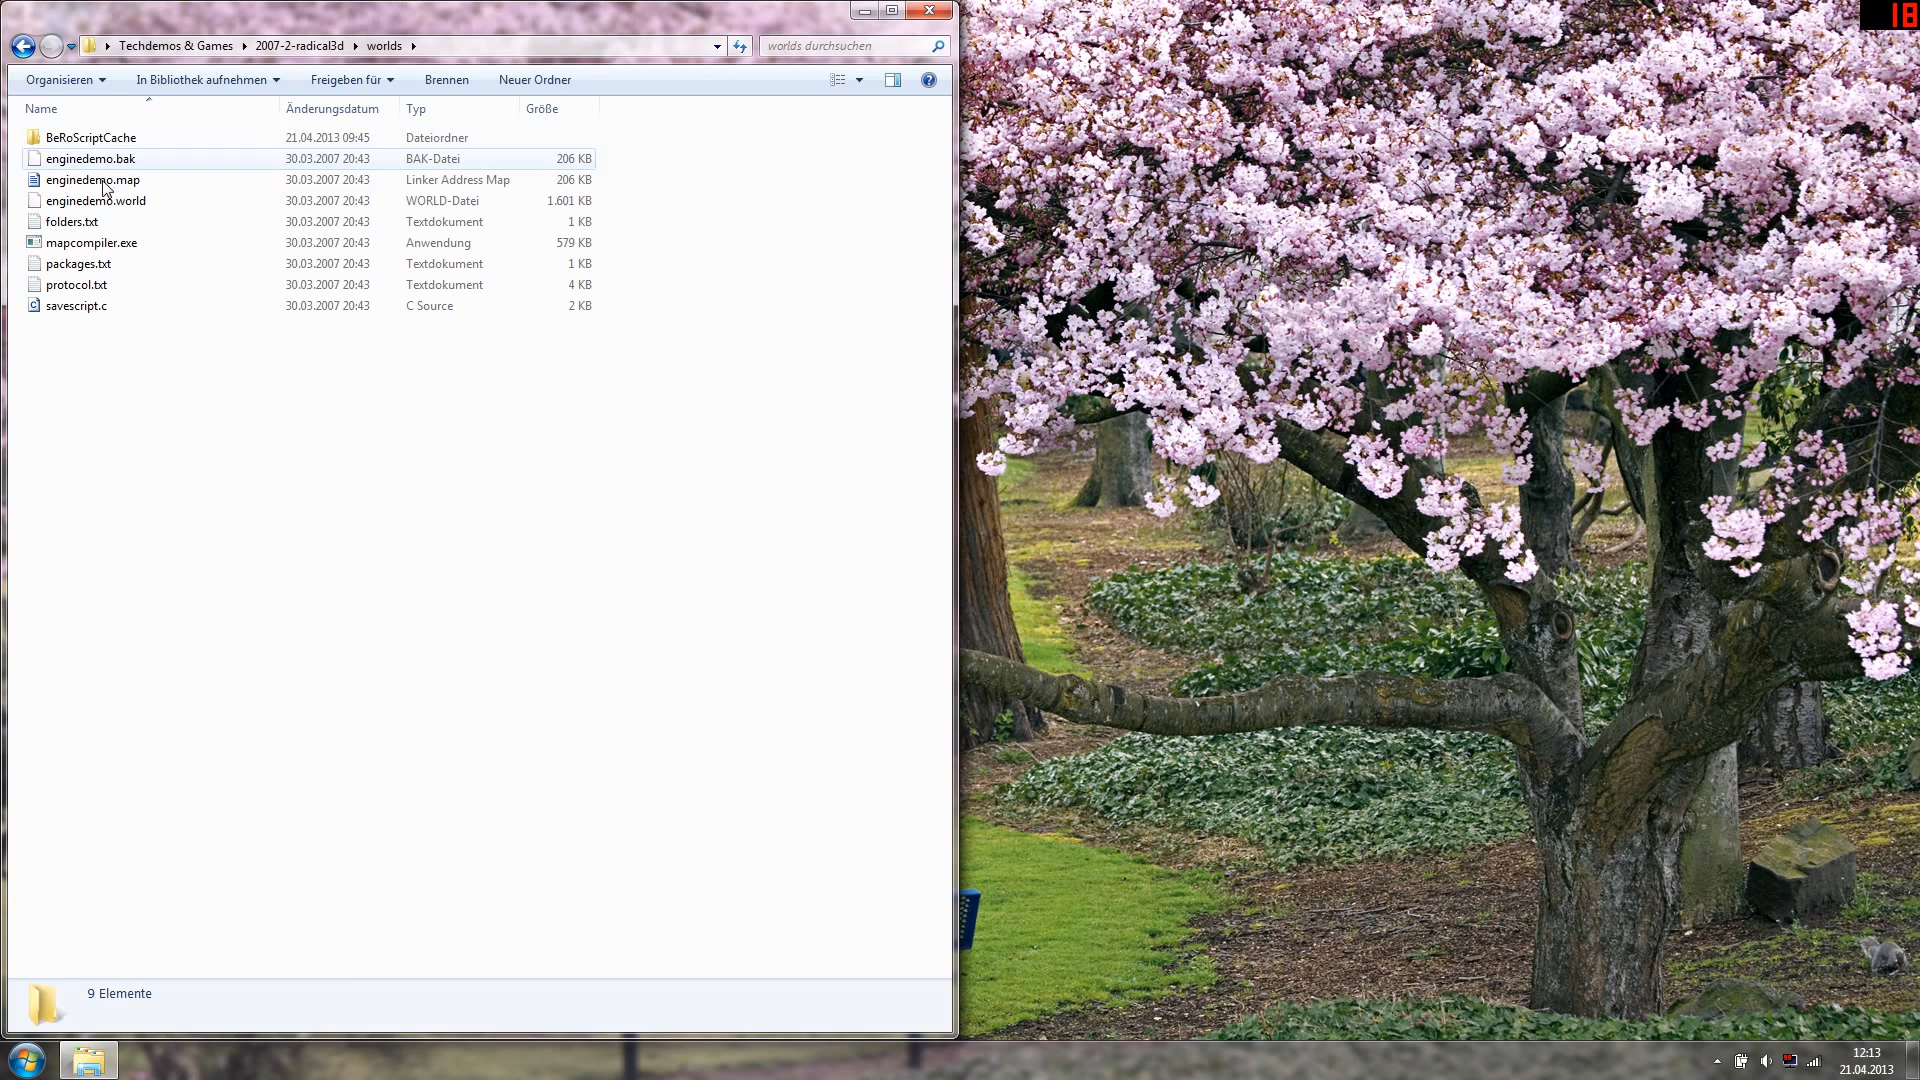 18
Techdemos & Games 2007-2-radical3d worlds
worlds durchsuchen
Organisieren In Bibliothek aufnehmen Freigeben für Brennen Neuer Ordner
Name Änderungsdatum Typ Größe
BeRoScriptCache 21.04.2013 09:45 Dateiordner
enginedemo.bak 30.03.2007 20:43 BAK-Datei 206 KB
enginedemo.map 30.03.2007 20:43 Linker Address Map 206 KB
enginedemo.world 30.03.2007 20:43 WORLD-Datei 1.601 KB
folders.txt 30.03.2007 20:43 Textdokument 1 KB
mapcompiler.exe 30.03.2007 20:43 Anwendung 579 KB
packages.txt 30.03.2007 20:43 Textdokument 1 KB
protocol.txt 30.03.2007 20:43 Textdokument 4 KB
savescript.c 30.03.2007 20:43 C Source 2 KB
9 Elemente
12:13
21.04.2013